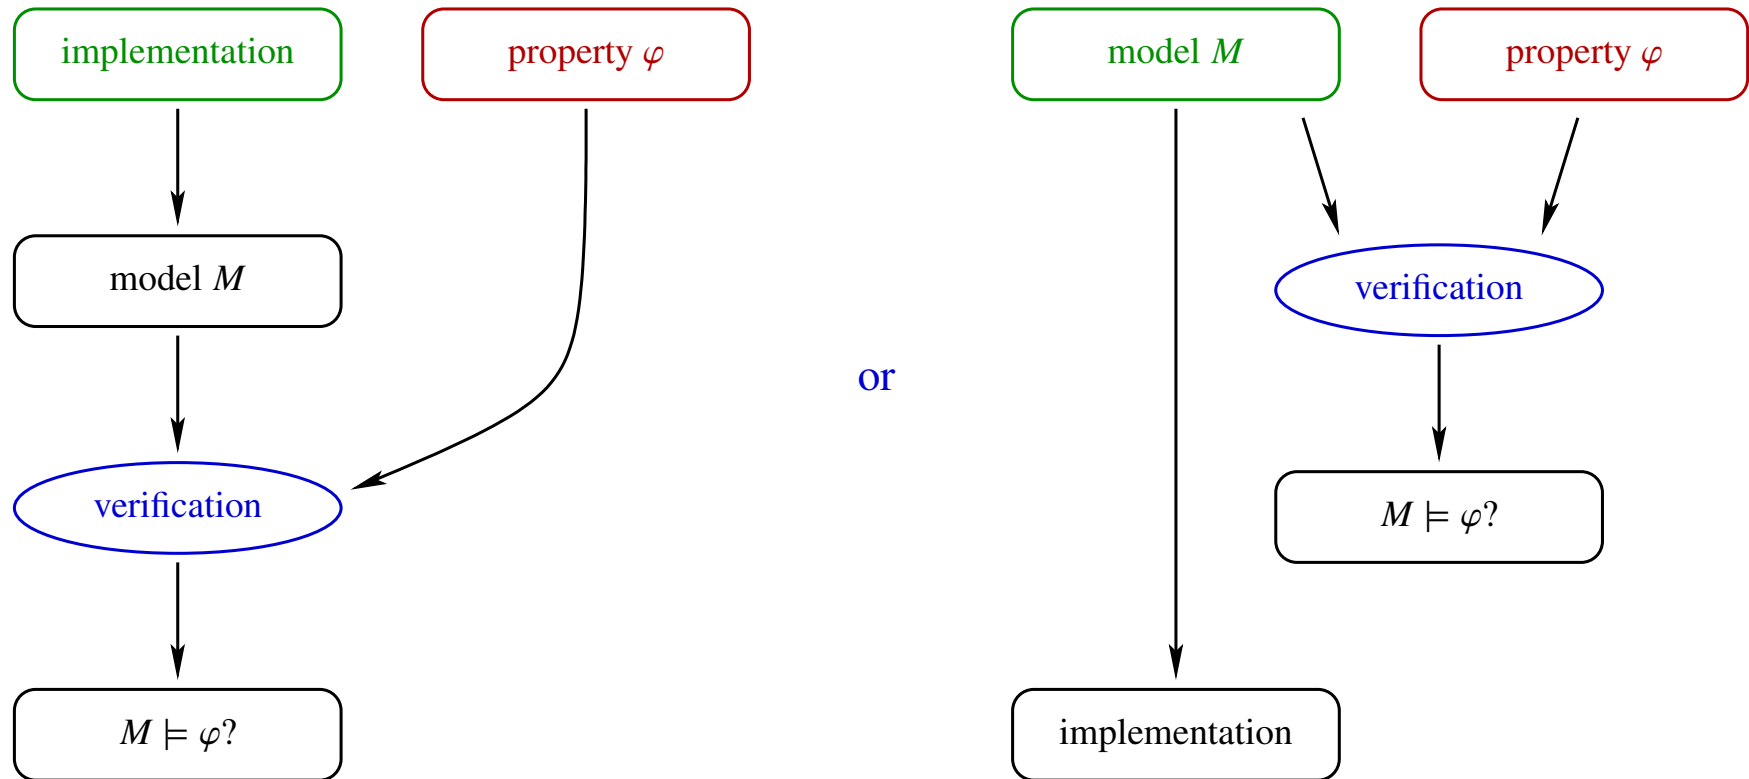 implementation
property φ
model M
verification
M ⊨ φ?
or
model M
property φ
verification
M ⊨ φ?
implementation